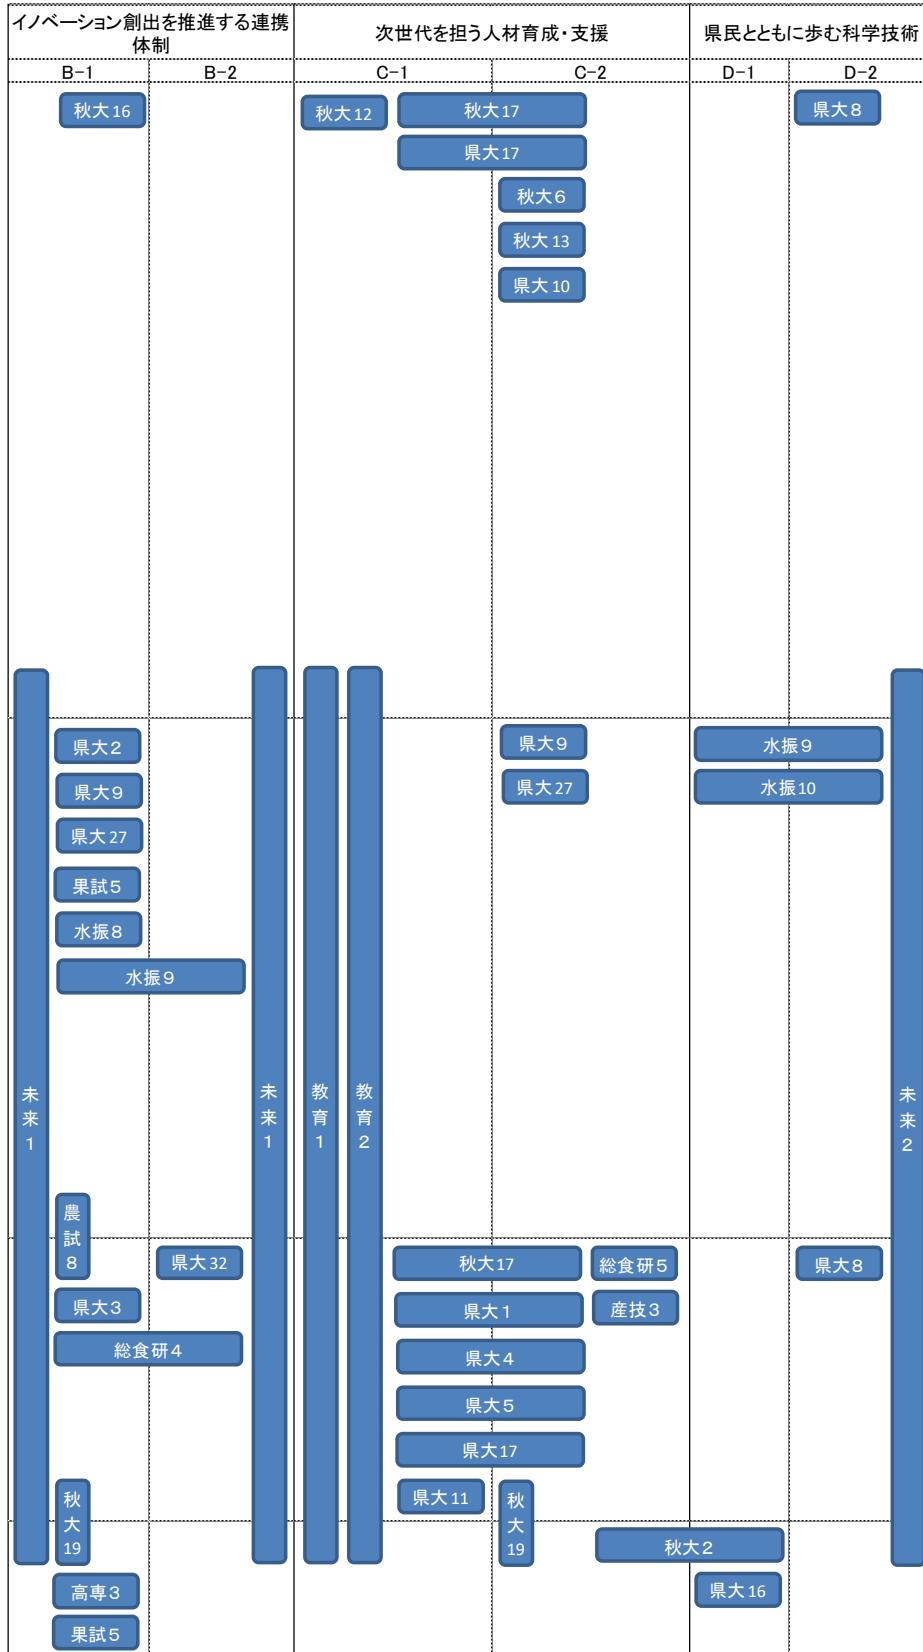 イノベーション創出を推進する連携
体制
次世代を担う人材育成・支援
県民とともに歩む科学技術
B-1
B-2
C-1
C-2
D-1
D-2
秋大16
秋大12
秋大17
県大8
県大17
秋大6
秋大13
県大10
県大2
県大9
水振9
県大9
県大27
水振10
県大27
果試5
水振8
水振9
未来1
未来1
教育1
教育2
未来2
農試8
県大32
秋大17
総食研5
県大8
県大3
県大1
産技3
総食研4
県大4
県大5
県大17
秋大19
県大11
秋大19
秋大2
高専3
県大16
果試5